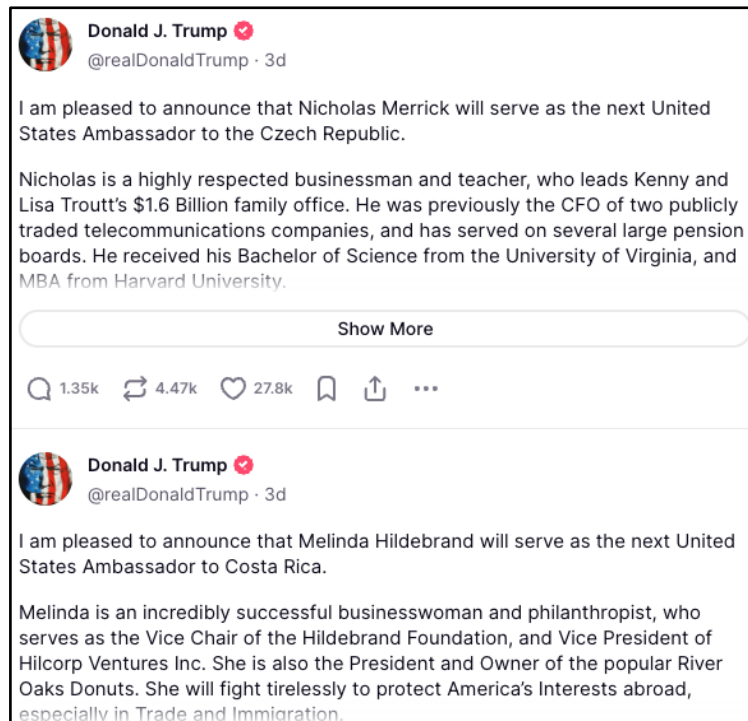 Donald J. Trump
@realDonaldTrump · 3d
I am pleased to announce that Nicholas Merrick will serve as the next United
States Ambassador to the Czech Republic.
Nicholas is a highly respected businessman and teacher, who leads Kenny and
Lisa Troutt’s $1.6 Billion family office. He was previously the CFO of two publicly
traded telecommunications companies, and has served on several large pension
boards. He received his Bachelor of Science from the University of Virginia, and
MBA from Harvard University.
Show More
1.35k 4.47k 27.8k
Donald J. Trump
@realDonaldTrump · 3d
I am pleased to announce that Melinda Hildebrand will serve as the next United
States Ambassador to Costa Rica.
Melinda is an incredibly successful businesswoman and philanthropist, who
serves as the Vice Chair of the Hildebrand Foundation, and Vice President of
Hilcorp Ventures Inc. She is also the President and Owner of the popular River
Oaks Donuts. She will fight tirelessly to protect America’s Interests abroad,
especially in Trade and Immigration.